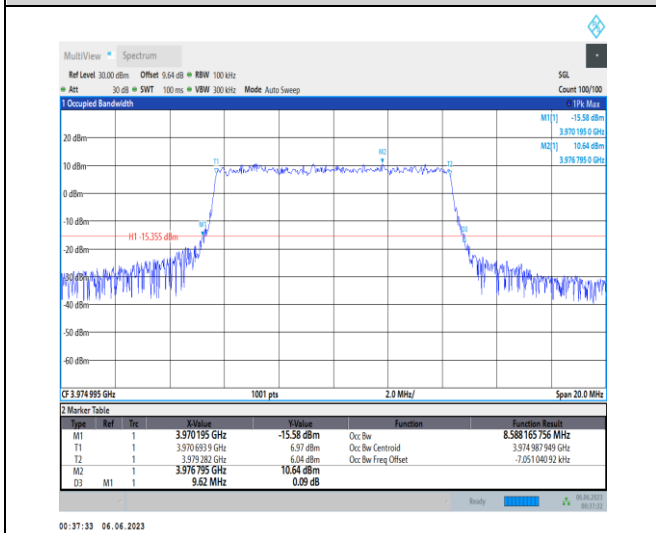 MultiView Spectrum
Ref Level 30.00 dBm Offset 9.64 dB RBW 100 kHz SGL
Att 30 dB SWT 100 ms VBW 300 kHz Mode Auto Sweep Count 100/100
1 Occupied Bandwidth 1Pk Max
M1[1] -15.58 dBm
3.970 195 0 GHz
20 dBm
M2[1] 10.64 dBm
3.976 795 0 GHz
M2
T1 T2
10 dBm
0 dBm
-10 dBm
M1 D3
H1 -15.355 dBm
-20 dBm
-30 dBm
-40 dBm
-50 dBm
-60 dBm
CF 3.974 995 GHz 1001 pts 2.0 MHz/ Span 20.0 MHz
2 Marker Table
Type Ref Trc X-Value Y-Value Function Function Result
M1 1 3.970195 GHz -15.58 dBm Occ Bw 8.588 165 756 MHz
T1 1 3.970 693 9 GHz 6.97 dBm Occ Bw Centroid 3.974 987 949 GHz
T2 1 3.979 282 GHz 6.04 dBm Occ Bw Freq Offset -7.051 040 92 kHz
M2 1 3.976 795 GHz 10.64 dBm
D3 M1 1 9.62 MHz 0.09 dB
Ready 06.06.2023
00:37:32
00:37:33 06.06.2023